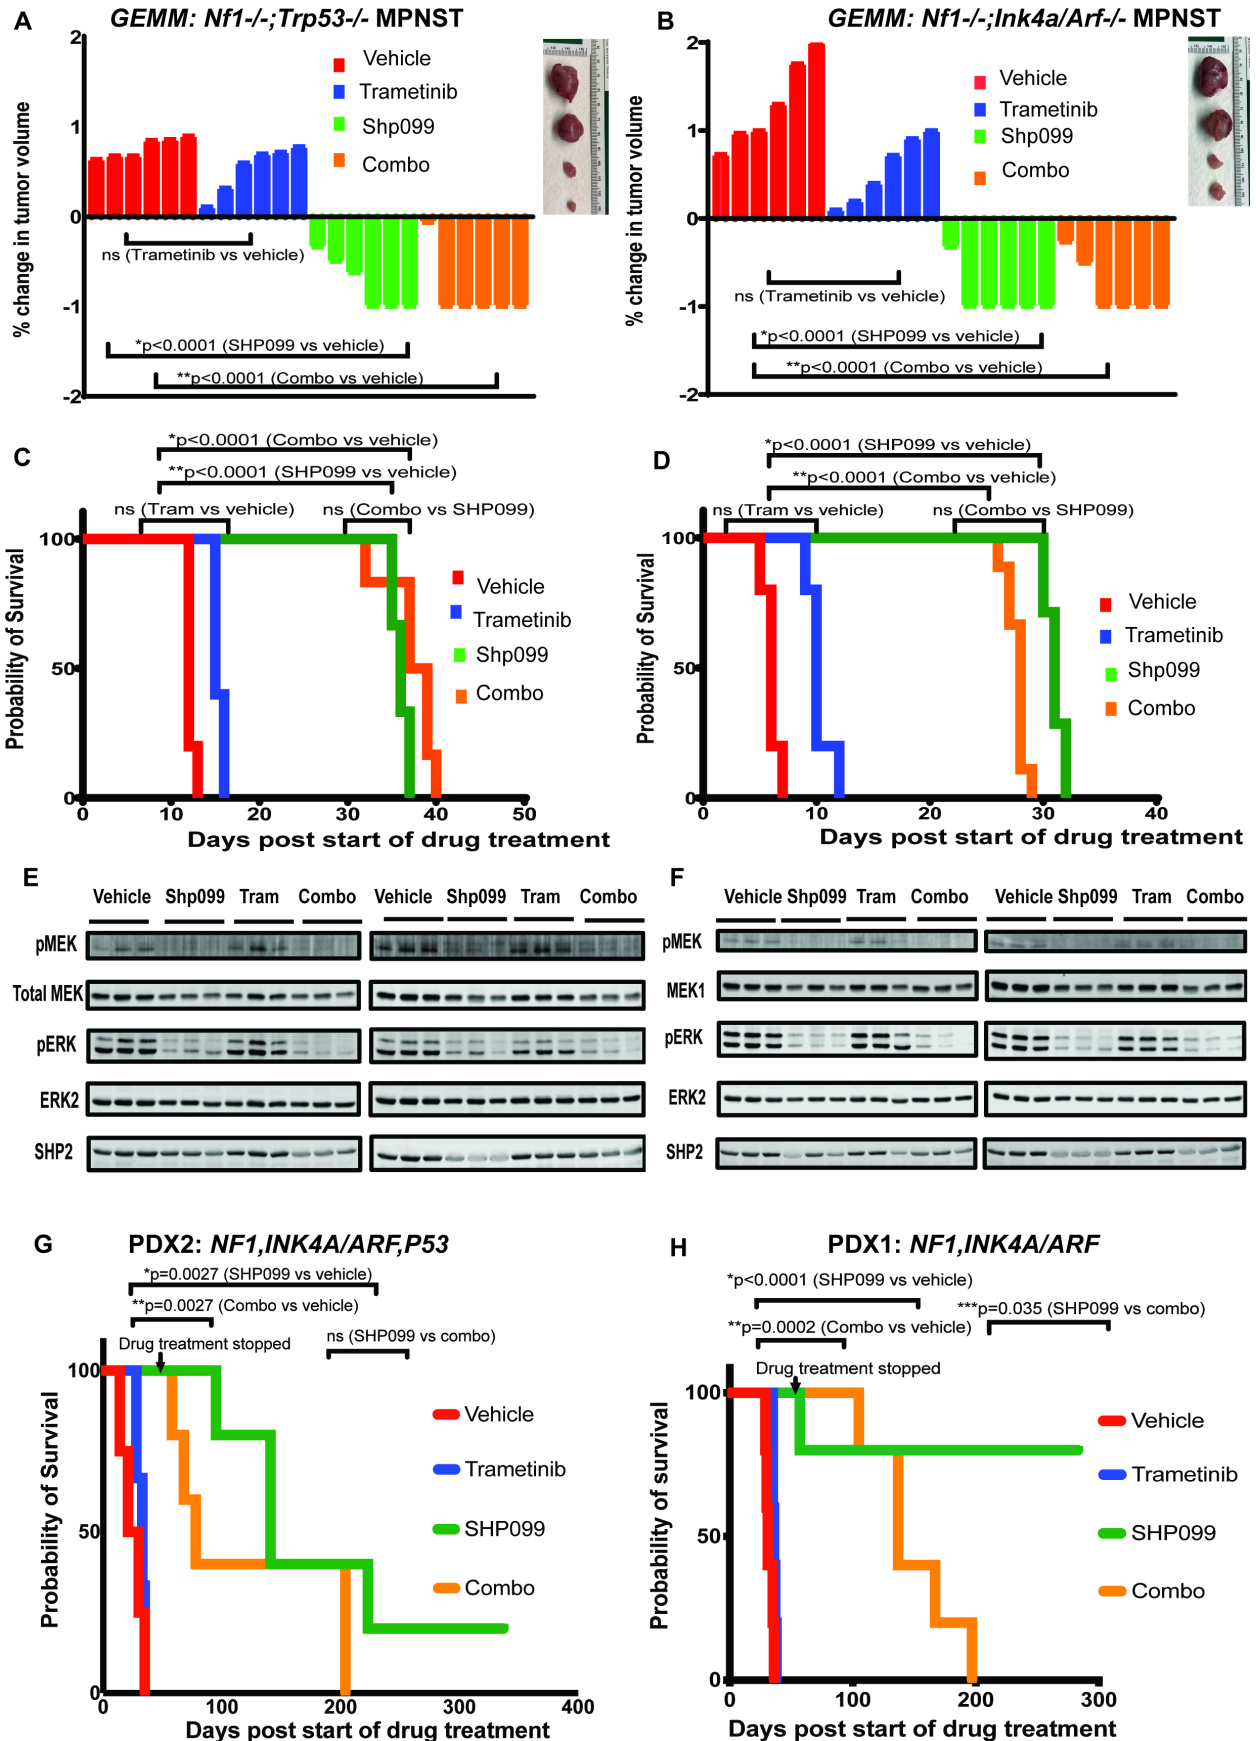 A
GEMM: Nf1-/-;Trp53-/- MPNST
% change in tumor volume
2
1
0
-1
-2
Vehicle
Trametinib
Shp099
Combo
ns (Trametinib vs vehicle)
*p<0.0001 (SHP099 vs vehicle)
**p<0.0001 (Combo vs vehicle)
B
GEMM: Nf1-/-;Ink4a/Arf-/- MPNST
% change in tumor volume
2
1
0
-1
-2
Vehicle
Trametinib
Shp099
Combo
ns (Trametinib vs vehicle)
*p<0.0001 (SHP099 vs vehicle)
**p<0.0001 (Combo vs vehicle)
C
*p<0.0001 (Combo vs vehicle)
**p<0.0001 (SHP099 vs vehicle)
ns (Tram vs vehicle)
ns (Combo vs SHP099)
Probability of Survival
100
50
0
Vehicle
Trametinib
Shp099
Combo
0 10 20 30 40 50
Days post start of drug treatment
D
*p<0.0001 (SHP099 vs vehicle)
**p<0.0001 (Combo vs vehicle)
ns (Tram vs vehicle)
ns (Combo vs SHP099)
Probability of Survival
100
50
0
Vehicle
Trametinib
Shp099
Combo
0 10 20 30 40
Days post start of drug treatment
E
Vehicle Shp099 Tram Combo
Vehicle Shp099 Tram Combo
pMEK
Total MEK
pERK
ERK2
SHP2
F
Vehicle Shp099 Tram Combo
Vehicle Shp099 Tram Combo
pMEK
MEK1
pERK
ERK2
SHP2
G
PDX2: NF1,INK4A/ARF,P53
*p=0.0027 (SHP099 vs vehicle)
**p=0.0027 (Combo vs vehicle)
Drug treatment stopped
ns (SHP099 vs combo)
Probability of Survival
100
50
0
Vehicle
Trametinib
SHP099
Combo
0 100 200 300 400
Days post start of drug treatment
H
PDX1: NF1,INK4A/ARF
*p<0.0001 (SHP099 vs vehicle)
***p=0.035 (SHP099 vs combo)
**p=0.0002 (Combo vs vehicle)
Drug treatment stopped
Probability of survival
100
50
0
Vehicle
Trametinib
SHP099
Combo
0 100 200 300
Days post start of drug treatment